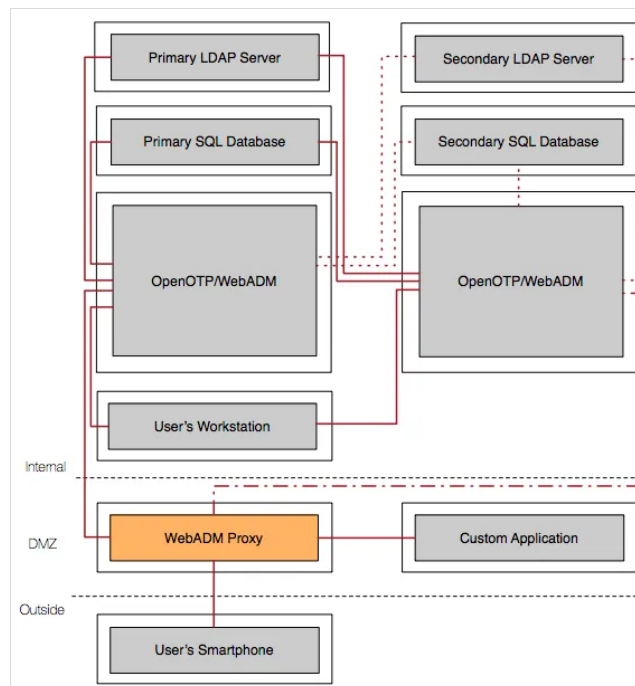 Primary LDAP Server
Secondary LDAP Server
Primary SQL Database
Secondary SQL Database
OpenOTP/WebADM
OpenOTP/WebADM
User's Workstation
Internal
WebADM Proxy
Custom Application
DMZ
Outside
User's Smartphone